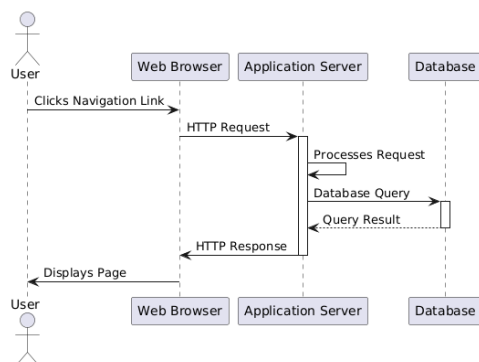 User
Web Browser
Application Server
Database
Clicks Navigation Link
HTTP Request
Processes Request
Database Query
Query Result
HTTP Response
Displays Page
User
Web Browser
Application Server
Database